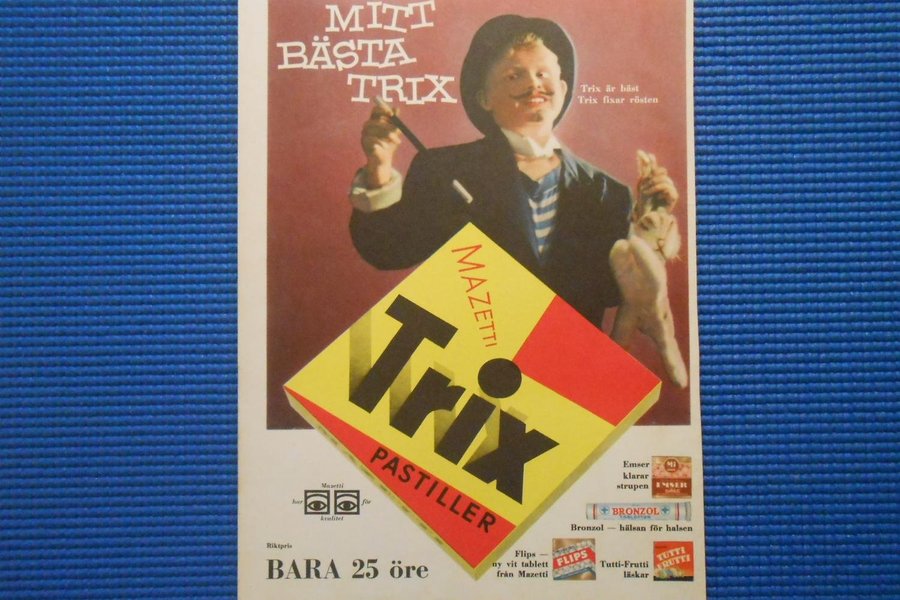 MITT
BÄSTA
TRIX
Trix är bäst
Trix fixar rösten
MAZETTI
Trix
PASTILLER
Mazetti
har för
kvalitet
Riktpris
BARA 25 öre
Emser
klarar
strupen
EMSER
BRONZOL
Bronzol — hälsan för halsen
Flips —
ny vit tablett
från Mazetti
FLIPS
Tutti-Frutti
läskar
TUTTI
FRUTTI